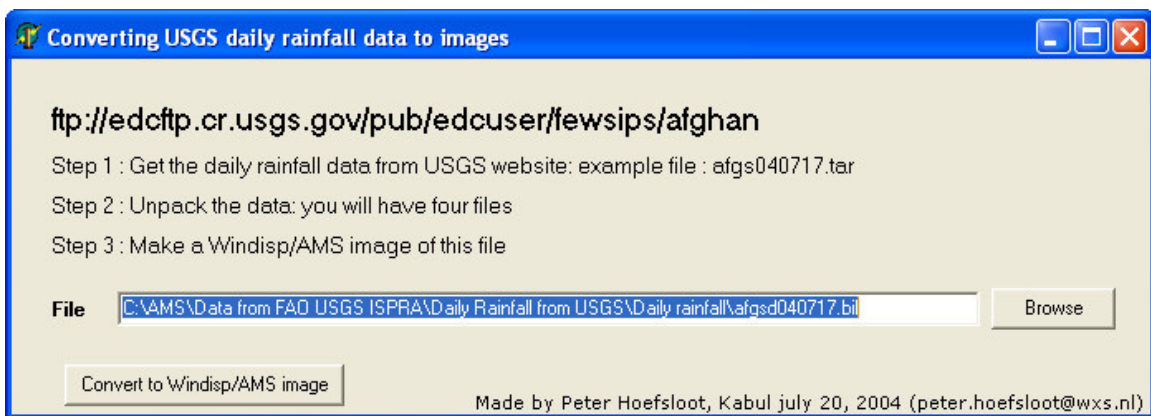 Converting USGS daily rainfall data to images
ftp://edcftp.cr.usgs.gov/pub/edcuser/fewsips/afghan
Step 1 : Get the daily rainfall data from USGS website: example file : afgs040717.tar
Step 2 : Unpack the data: you will have four files
Step 3 : Make a Windisp/AMS image of this file
File C:\AMS\Data from FAO USGS ISPRA\Daily Rainfall from USGS\Daily rainfall\afgsd040717.bil Browse
Convert to Windisp/AMS image
Made by Peter Hoefsloot, Kabul july 20, 2004 (peter.hoefsloot@wxs.nl)